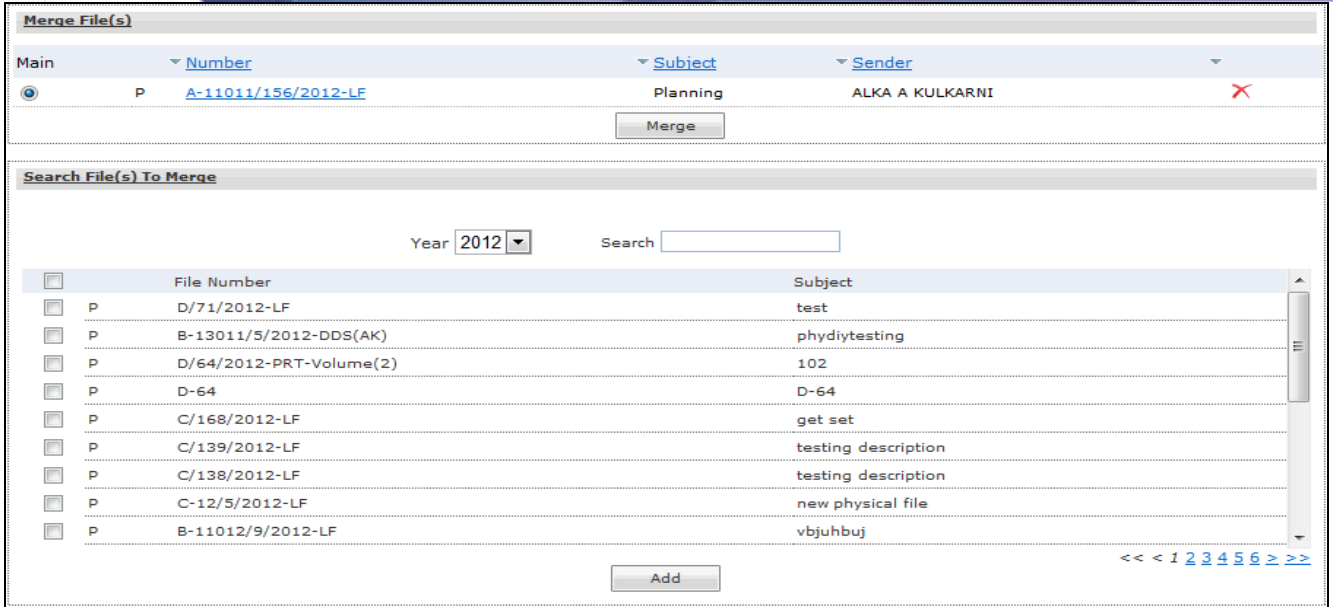 Merge File(s)
Main Number Subject Sender
P A-11011/156/2012-LF Planning ALKA A KULKARNI
Merge
Search File(s) To Merge
Year 2012 Search
File Number Subject
P D/71/2012-LF test
P B-13011/5/2012-DDS(AK) phydiytesting
P D/64/2012-PRT-Volume(2) 102
P D-64 D-64
P C/168/2012-LF get set
P C/139/2012-LF testing description
P C/138/2012-LF testing description
P C-12/5/2012-LF new physical file
P B-11012/9/2012-LF vbjuhbuj
<< < 1 2 3 4 5 6 > >>
Add